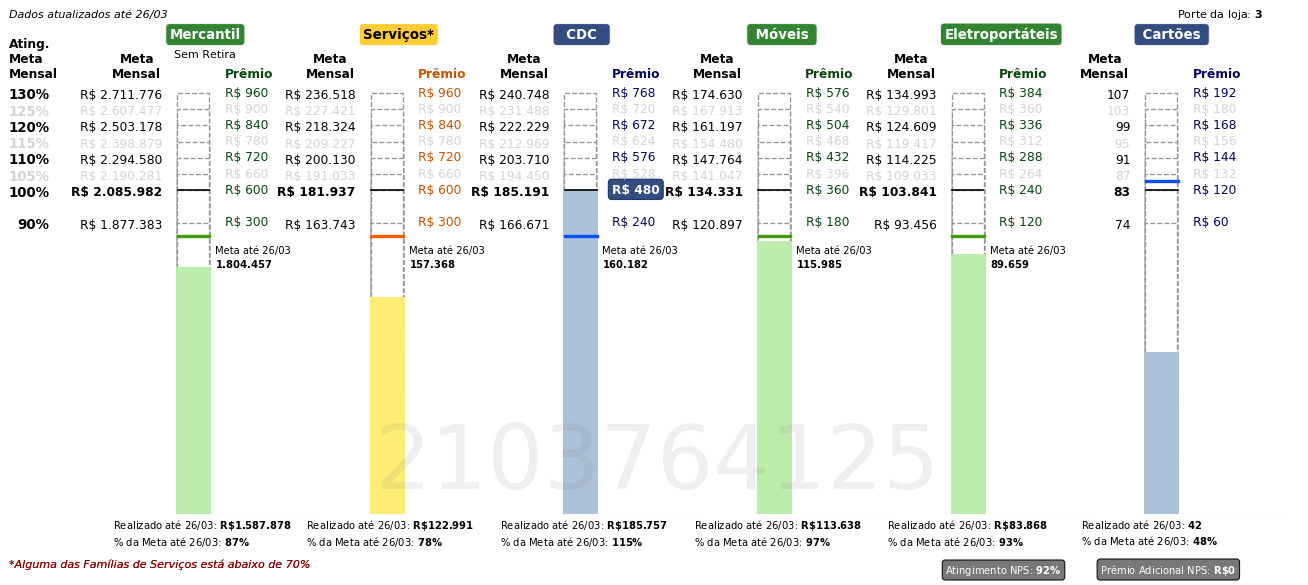 Dados atualizados até 26/03 Porte da loja: 3
Mercantil Serviços* CDC Móveis Eletroportáteis Cartões
Sem Retira
Ating. Meta Mensal Meta Mensal Prêmio Meta Mensal Prêmio Meta Mensal Prêmio Meta Mensal Prêmio Meta Mensal Prêmio Meta Mensal Prêmio
130% R$ 2.711.776 R$ 960 R$ 236.518 R$ 960 R$ 240.748 R$ 768 R$ 174.630 R$ 576 R$ 134.993 R$ 384 107 R$ 192
125% R$ 2.607.477 R$ 900 R$ 227.421 R$ 900 R$ 231.488 R$ 720 R$ 167.913 R$ 540 R$ 129.801 R$ 360 103 R$ 180
120% R$ 2.503.178 R$ 840 R$ 218.324 R$ 840 R$ 222.229 R$ 672 R$ 161.197 R$ 504 R$ 124.609 R$ 336 99 R$ 168
115% R$ 2.398.879 R$ 780 R$ 209.227 R$ 780 R$ 212.969 R$ 624 R$ 154.480 R$ 468 R$ 119.417 R$ 312 95 R$ 156
110% R$ 2.294.580 R$ 720 R$ 200.130 R$ 720 R$ 203.710 R$ 576 R$ 147.764 R$ 432 R$ 114.225 R$ 288 91 R$ 144
105% R$ 2.190.281 R$ 660 R$ 191.033 R$ 660 R$ 194.450 R$ 528 R$ 141.047 R$ 396 R$ 109.033 R$ 264 87 R$ 132
100% R$ 2.085.982 R$ 600 R$ 181.937 R$ 600 R$ 185.191 R$ 480 R$ 134.331 R$ 360 R$ 103.841 R$ 240 83 R$ 120
90% R$ 1.877.383 R$ 300 R$ 163.743 R$ 300 R$ 166.671 R$ 240 R$ 120.897 R$ 180 R$ 93.456 R$ 120 74 R$ 60
Meta até 26/03 Meta até 26/03 Meta até 26/03 Meta até 26/03 Meta até 26/03
1.804.457 157.368 160.182 115.985 89.659
2103764125
Realizado até 26/03: R$1.587.878 Realizado até 26/03: R$122.991 Realizado até 26/03: R$185.757 Realizado até 26/03: R$113.638 Realizado até 26/03: R$83.868 Realizado até 26/03: 42
% da Meta até 26/03: 87% % da Meta até 26/03: 78% % da Meta até 26/03: 115% % da Meta até 26/03: 97% % da Meta até 26/03: 93% % da Meta até 26/03: 48%
*Alguma das Famílias de Serviços está abaixo de 70% Atingimento NPS: 92% Prêmio Adicional NPS: R$0